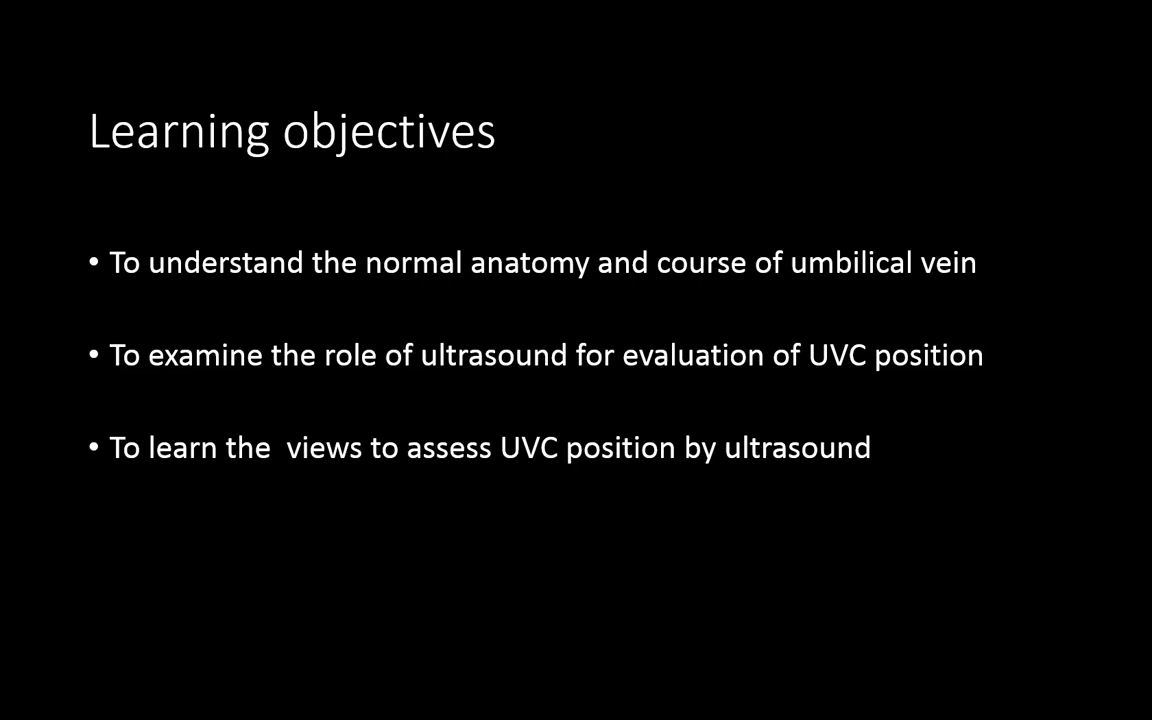 Learning objectives
• To understand the normal anatomy and course of umbilical vein
• To examine the role of ultrasound for evaluation of UVC position
• To learn the  views to assess UVC position by ultrasound